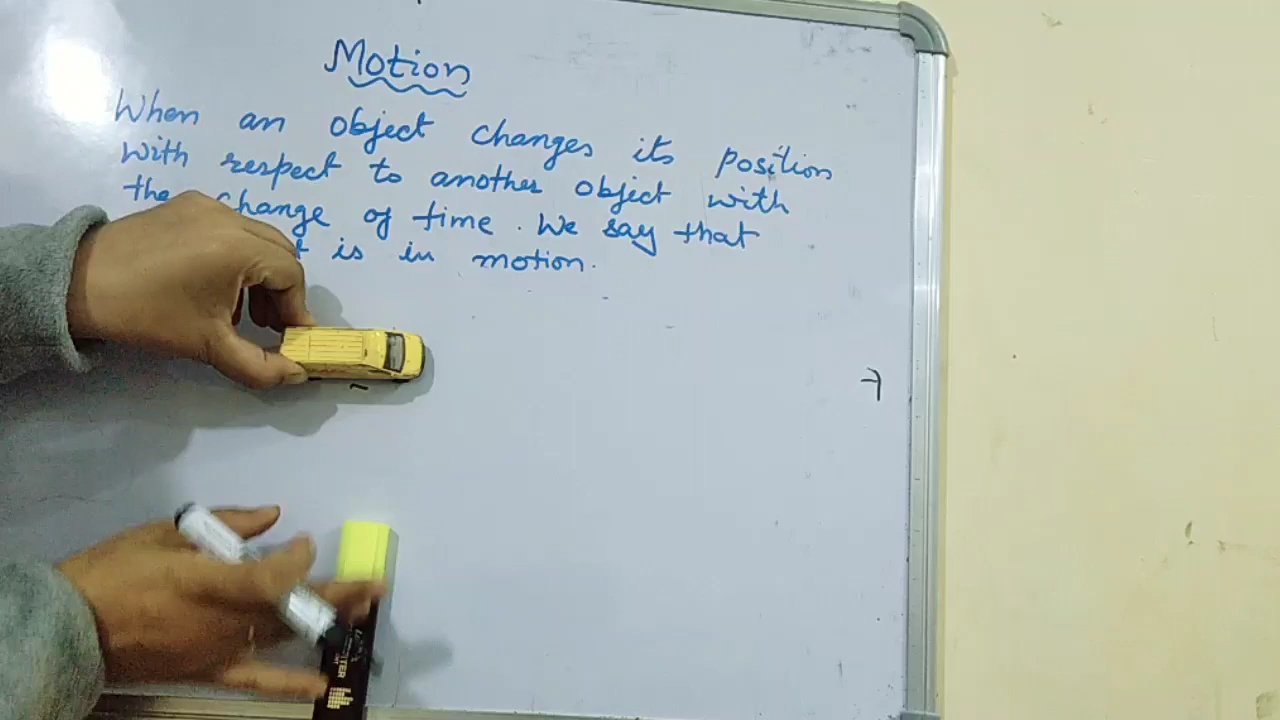 Motion
When an object changes its position
with respect to another object with
the change of time. We say that
is in motion.